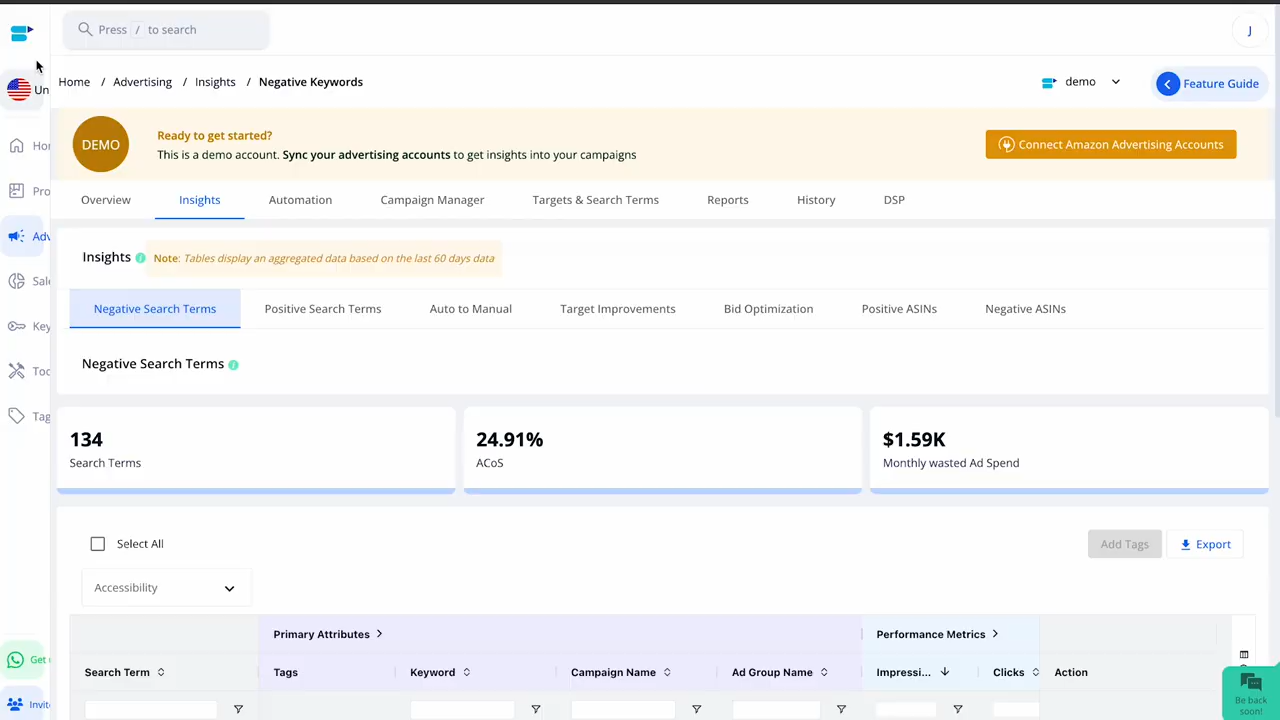 Press / to search
J
Un
Home / Advertising / Insights / Negative Keywords
demo
Feature Guide
DEMO
Ready to get started?
This is a demo account. Sync your advertising accounts to get insights into your campaigns
Connect Amazon Advertising Accounts
Hor
Pro
Adv
Sale
Key
Too
Tag
Overview
Insights
Automation
Campaign Manager
Targets & Search Terms
Reports
History
DSP
Insights
Note: Tables display an aggregated data based on the last 60 days data
Negative Search Terms
Positive Search Terms
Auto to Manual
Target Improvements
Bid Optimization
Positive ASINs
Negative ASINs
Negative Search Terms
134
Search Terms
24.91%
ACoS
$1.59K
Monthly wasted Ad Spend
Select All
Add Tags
Export
Accessibility
Primary Attributes
Performance Metrics
Search Term
Tags
Keyword
Campaign Name
Ad Group Name
Impressi...
Clicks
Action
Get
Invite
Be back
soon!